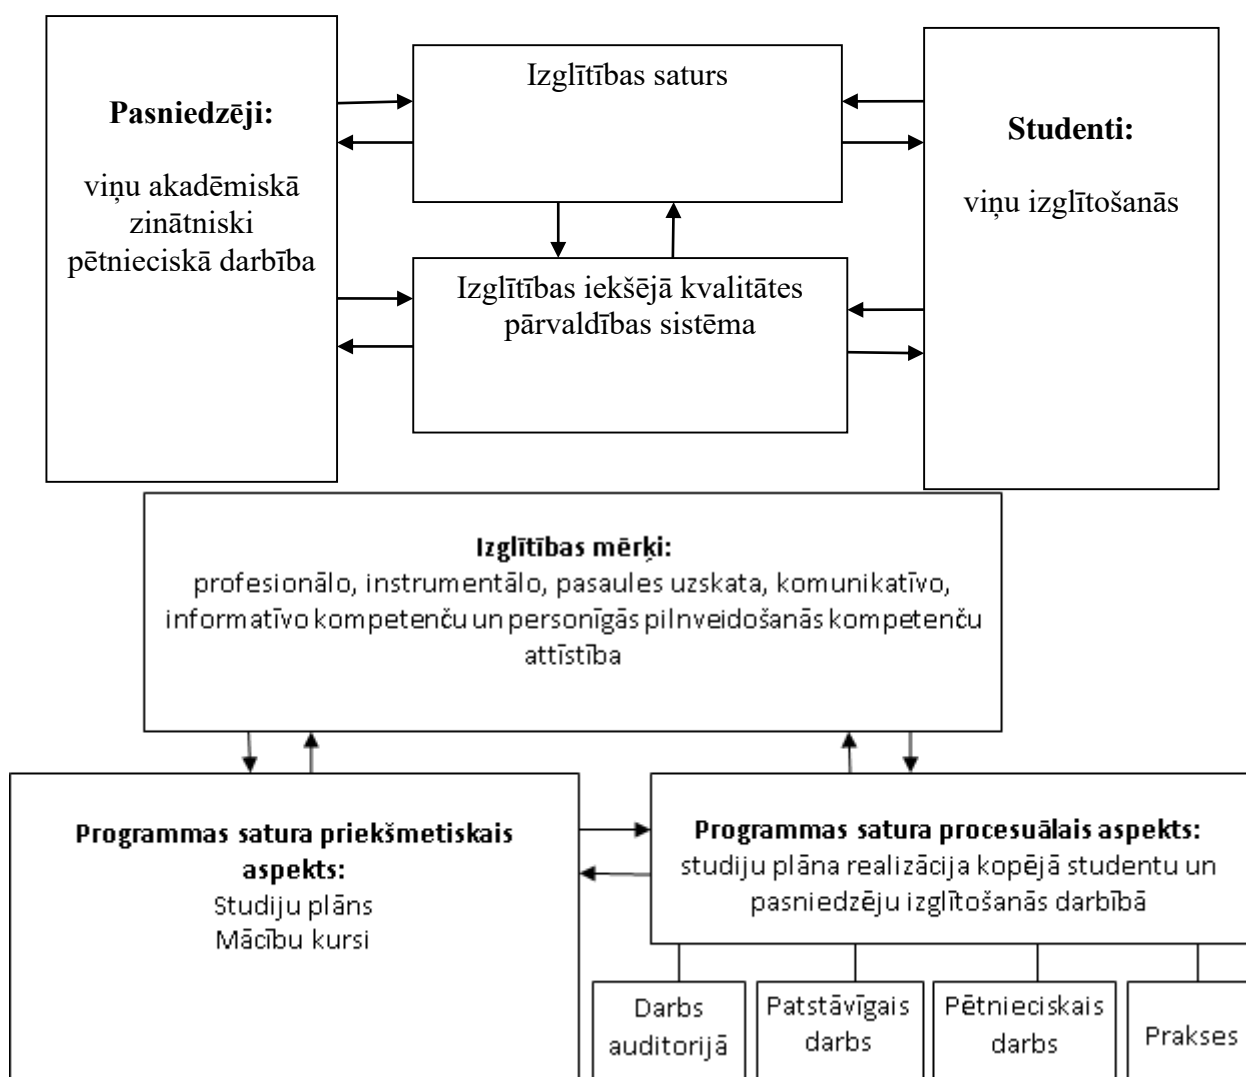 Pasniedzēji:
viņu akadēmiskā
zinātniski
pētnieciskā darbība
Izglītības saturs
Izglītības iekšējā kvalitātes
pārvaldības sistēma
Studenti:
viņu izglītošanās
Izglītības mērķi:
profesionālo, instrumentālo, pasaules uzskata, komunikatīvo,
informatīvo kompetenču un personīgās pilnveidošanās kompetenču
attīstība
Programmas satura priekšmetiskais
aspekts:
Studiju plāns
Mācību kursi
Programmas satura procesuālais aspekts:
studiju plāna realizācija kopējā studentu un
pasniedzēju izglītošanās darbībā
Darbs
auditorijā
Patstāvīgais
darbs
Pētnieciskais
darbs
Prakses